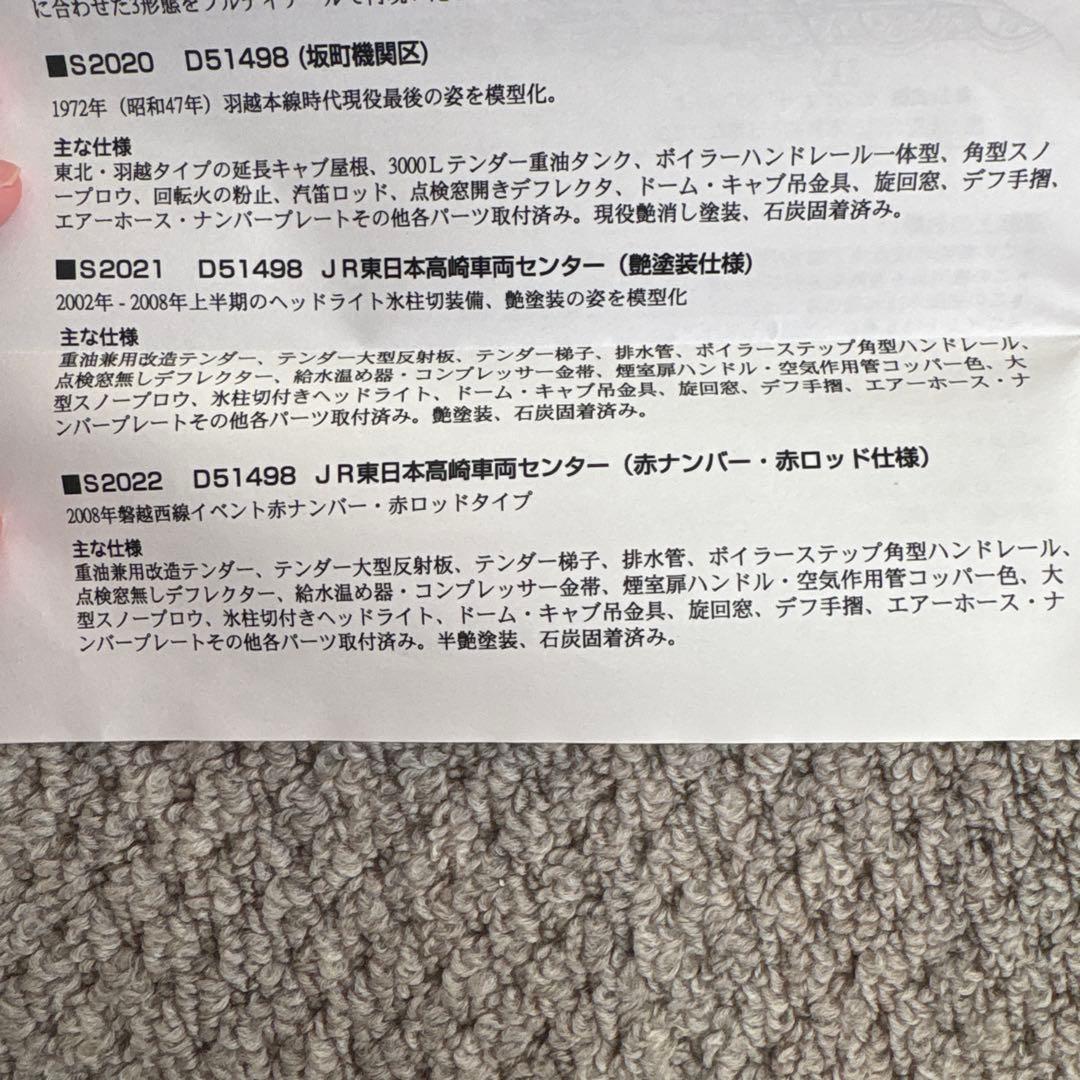 に合わせた3形態をフルディテールで再現
■S2020 D51498 (坂町機関区)
1972年（昭和47年）羽越本線時代現役最後の姿を模型化。
主な仕様
東北・羽越タイプの延長キャブ屋根、3000Lテンダー重油タンク、ボイラーハンドレール一体型、角型スノ
ープロウ、回転火の粉止、汽笛ロッド、点検窓開きデフレクタ、ドーム・キャブ吊金具、旋回窓、デフ手摺、
エアーホース・ナンバープレートその他各パーツ取付済み。現役艶消し塗装、石炭固着済み。
■S2021 D51498 JR東日本高崎車両センター（艶塗装仕様）
2002年 - 2008年上半期のヘッドライト氷柱切装備、艶塗装の姿を模型化
主な仕様
重油兼用改造テンダー、テンダー大型反射板、テンダー梯子、排水管、ボイラーステップ角型ハンドレール、
点検窓無しデフレクター、給水温め器・コンプレッサー金帯、煙室扉ハンドル・空気作用管コッパー色、大
型スノープロウ、氷柱切付きヘッドライト、ドーム・キャブ吊金具、旋回窓、デフ手摺、エアーホース・ナ
ンバープレートその他各パーツ取付済み。艶塗装、石炭固着済み。
■S2022 D51498 JR東日本高崎車両センター（赤ナンバー・赤ロッド仕様）
2008年磐越西線イベント赤ナンバー・赤ロッドタイプ
主な仕様
重油兼用改造テンダー、テンダー大型反射板、テンダー梯子、排水管、ボイラーステップ角型ハンドレール、
点検窓無しデフレクター、給水温め器・コンプレッサー金帯、煙室扉ハンドル・空気作用管コッパー色、大
型スノープロウ、氷柱切付きヘッドライト、ドーム・キャブ吊金具、旋回窓、デフ手摺、エアーホース・ナ
ンバープレートその他各パーツ取付済み。半艶塗装、石炭固着済み。